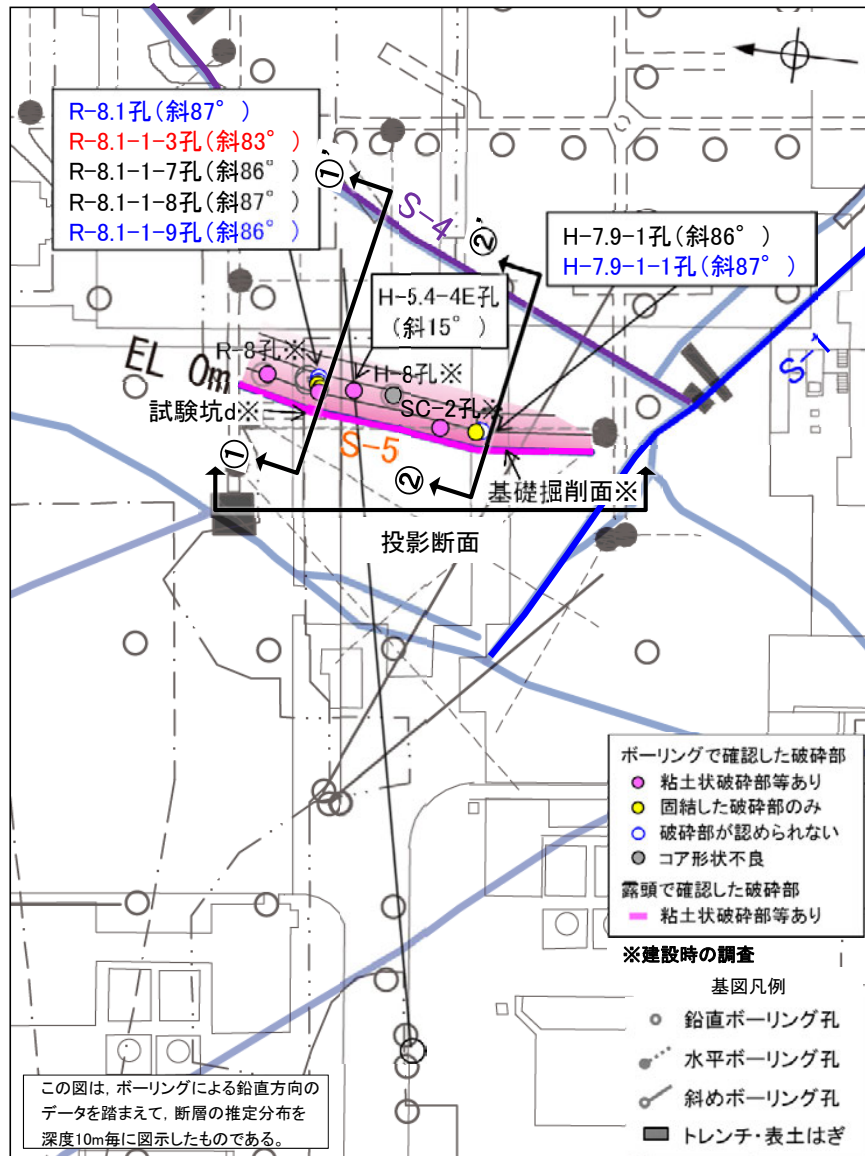 R-8.1孔(斜87°)
R-8.1-1-3孔(斜83°)
R-8.1-1-7孔(斜86°)
R-8.1-1-8孔(斜87°)
R-8.1-1-9孔(斜86°)
①’
S-4
②’
H-7.9-1孔(斜86°)
H-7.9-1-1孔(斜87°)
H-5.4-4E孔
(斜15°)
S-1
EL 0m
R-8孔※
H-8孔※
試験坑d※
SC-2孔※
S-5
①
②
基礎掘削面※
投影断面
ボーリングで確認した破砕部
粘土状破砕部等あり
固結した破砕部のみ
破砕部が認められない
コア形状不良
露頭で確認した破砕部
粘土状破砕部等あり
※建設時の調査
基図凡例
鉛直ボーリング孔
水平ボーリング孔
斜めボーリング孔
トレンチ・表土はぎ
この図は，ボーリングによる鉛直方向の
データを踏まえて，断層の推定分布を
深度10m毎に図示したものである。